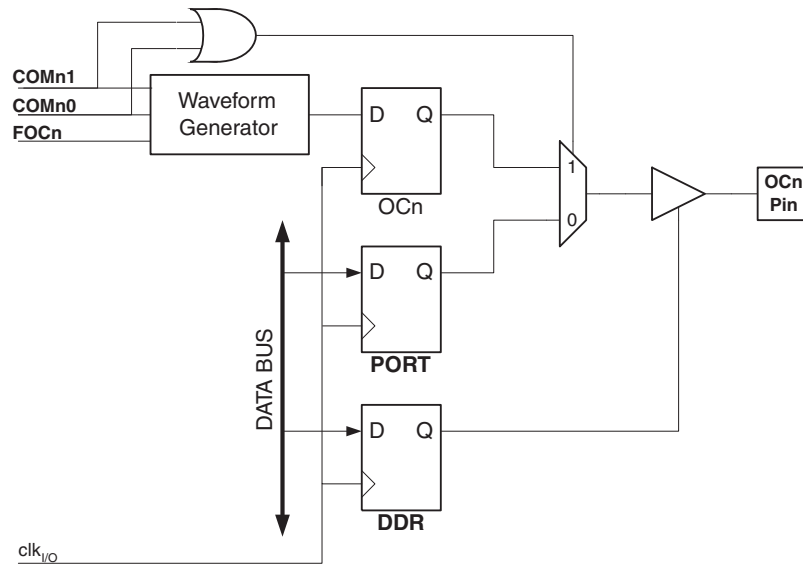 COMn1
COMn0
FOCn
Waveform
Generator
D Q
OCn
1
0
OCn
Pin
D Q
PORT
DATA BUS
D Q
DDR
clkI/O